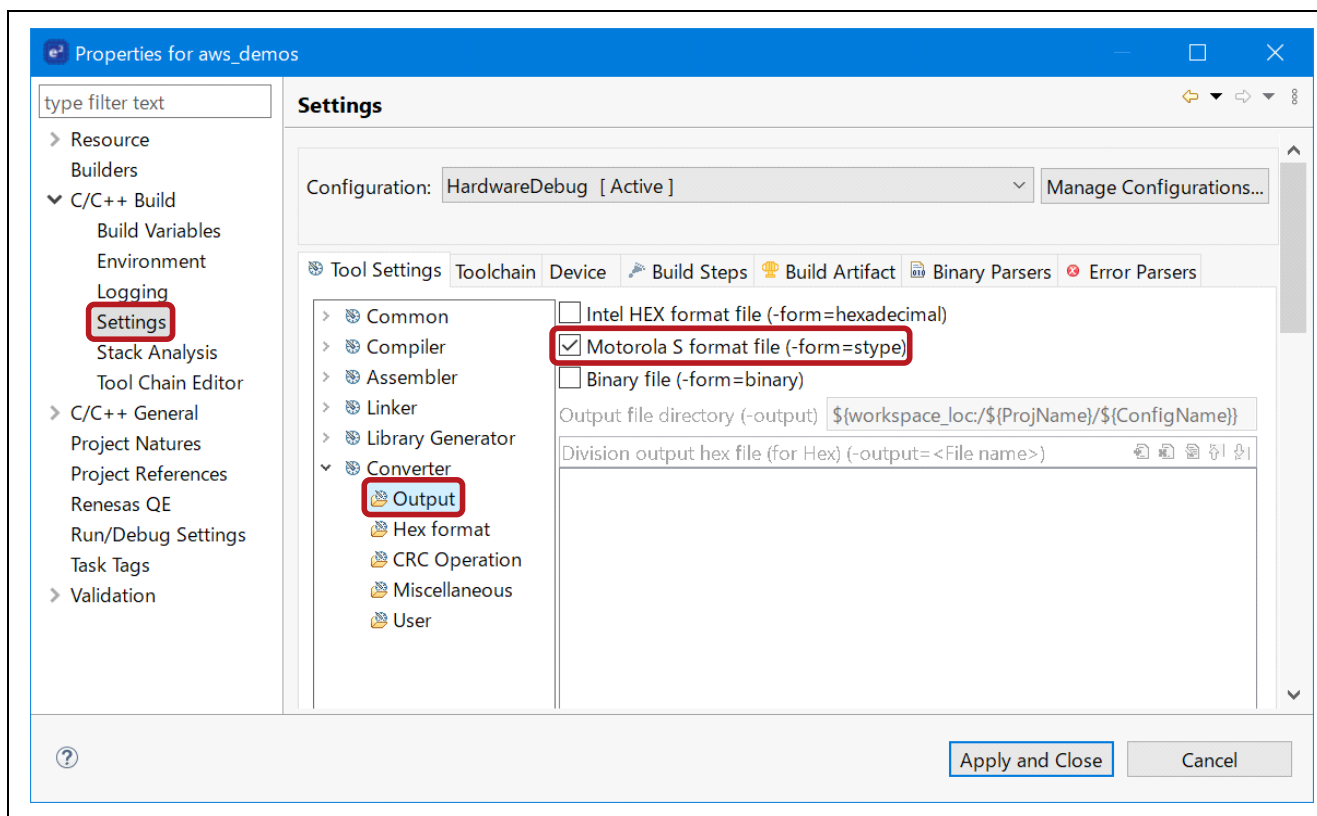 e² Properties for aws_demos
type filter text
Settings
Resource
Builders
C/C++ Build
Build Variables
Environment
Logging
Settings
Stack Analysis
Tool Chain Editor
C/C++ General
Project Natures
Project References
Renesas QE
Run/Debug Settings
Task Tags
Validation
Configuration: HardwareDebug [ Active ] Manage Configurations...
Tool Settings Toolchain Device Build Steps Build Artifact Binary Parsers Error Parsers
Common
Compiler
Assembler
Linker
Library Generator
Converter
Output
Hex format
CRC Operation
Miscellaneous
User
Intel HEX format file (-form=hexadecimal)
Motorola S format file (-form=stype)
Binary file (-form=binary)
Output file directory (-output) ${workspace_loc:/${ProjName}/${ConfigName}}
Division output hex file (for Hex) (-output=<File name>)
? Apply and Close Cancel